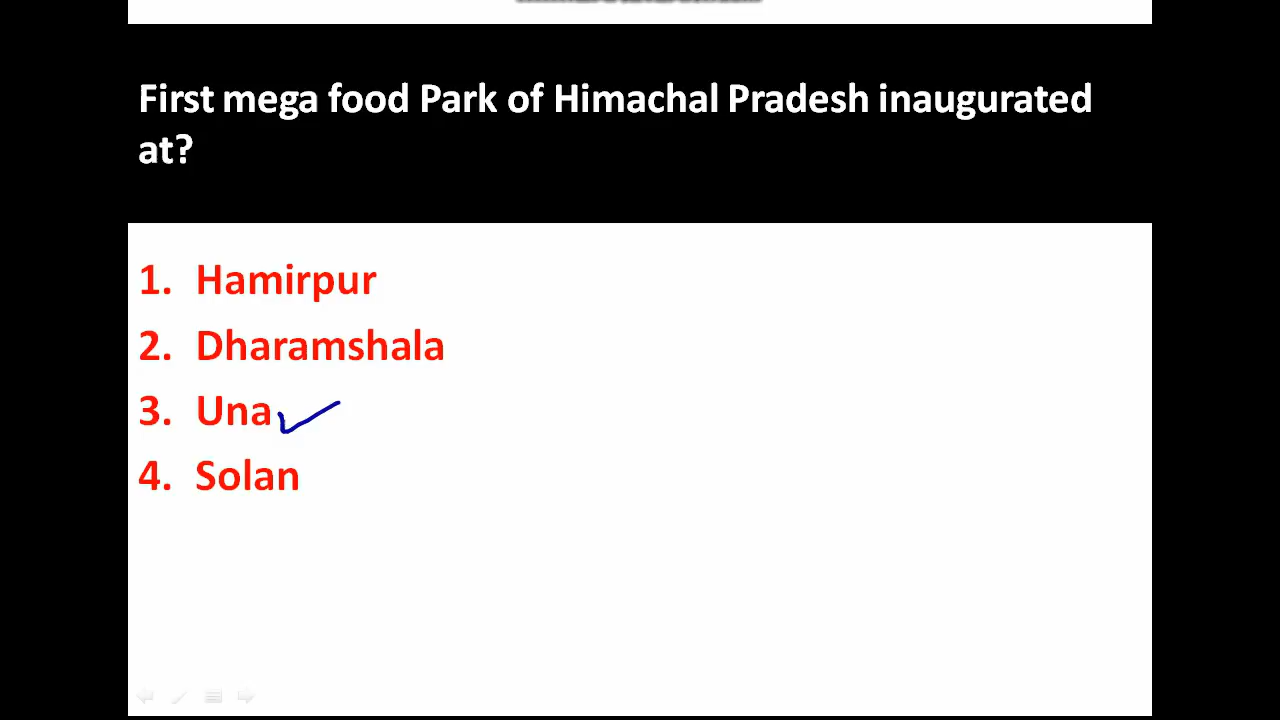 First mega food Park of Himachal Pradesh inaugurated
at?
1. Hamirpur
2. Dharamshala
3. Una
4. Solan